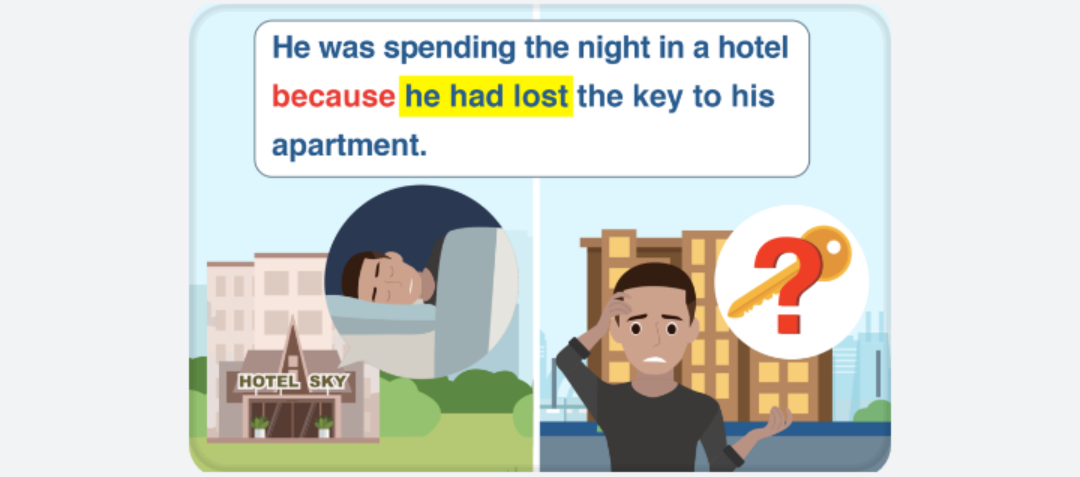 He was spending the night in a hotel
because he had lost the key to his
apartment.
HOTEL SKY
?